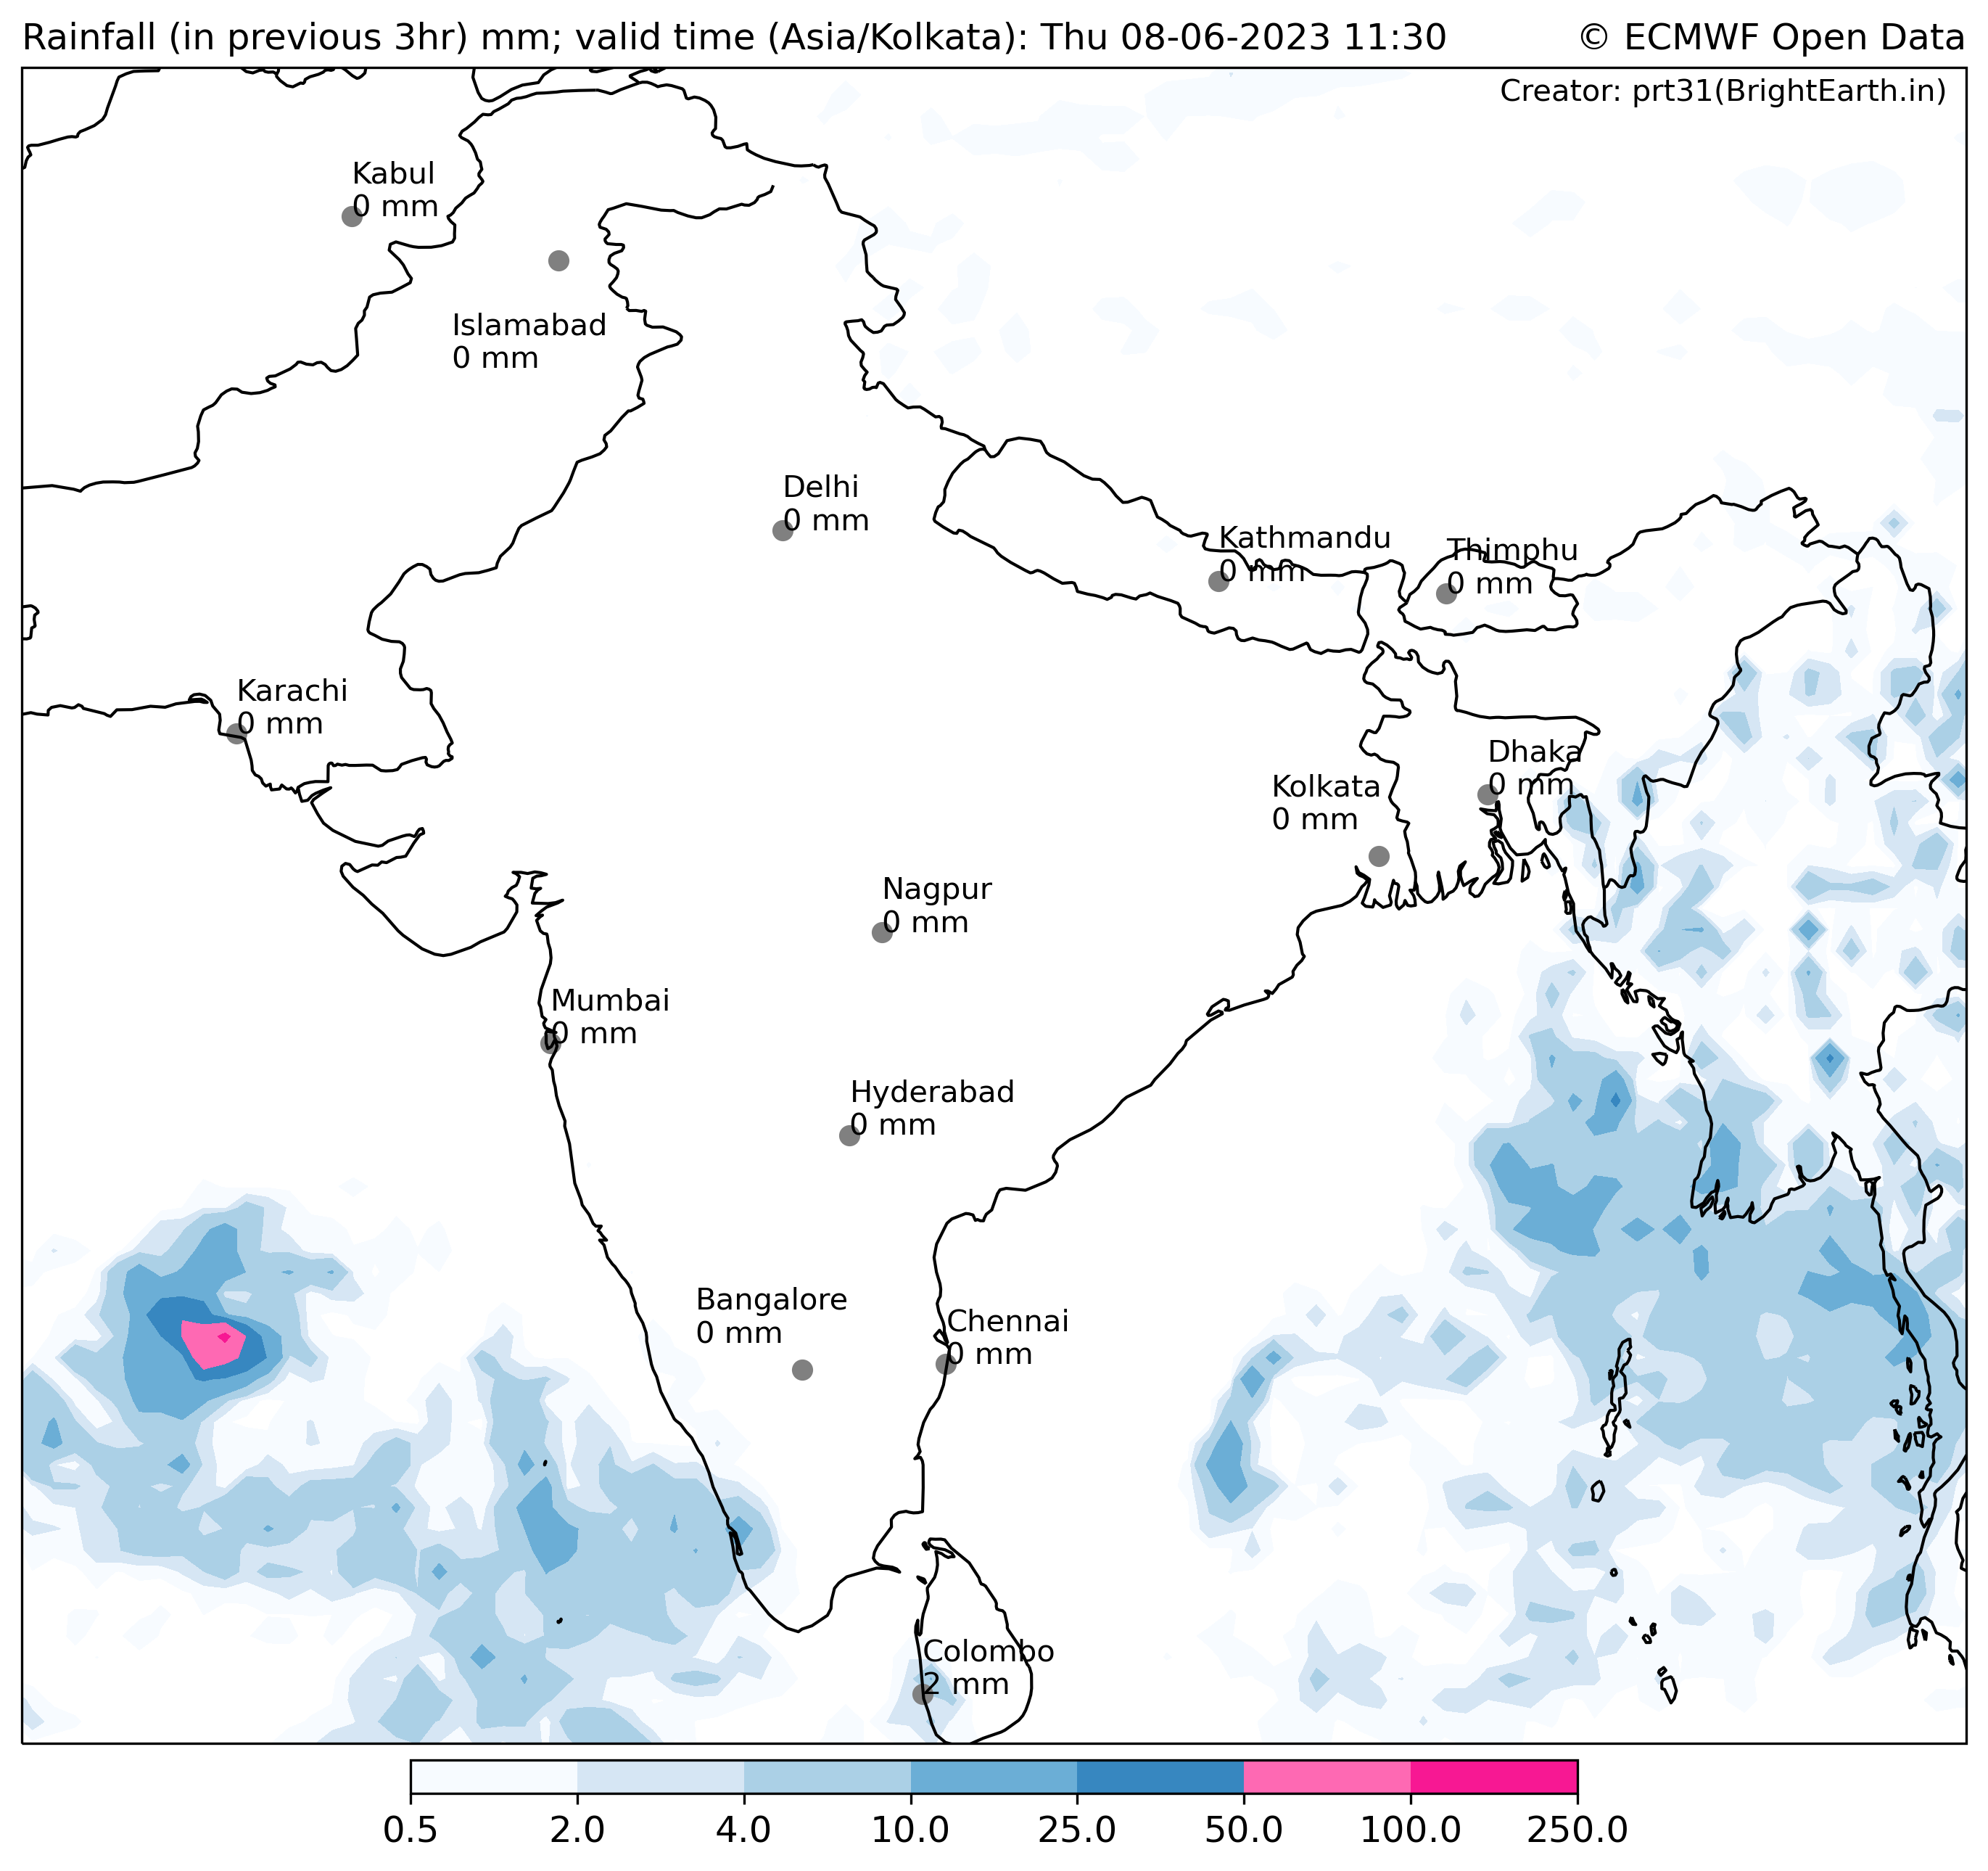 Rainfall (in previous 3hr) mm; valid time (Asia/Kolkata): Thu 08-06-2023 11:30
© ECMWF Open Data
Creator: prt31(BrightEarth.in)
Kabul
0 mm
Islamabad
0 mm
Delhi
0 mm
Kathmandu
0 mm
Thimphu
0 mm
Karachi
0 mm
Dhaka
0 mm
Kolkata
0 mm
Nagpur
0 mm
Mumbai
0 mm
Hyderabad
0 mm
Bangalore
0 mm
Chennai
0 mm
Colombo
2 mm
0.5 2.0 4.0 10.0 25.0 50.0 100.0 250.0